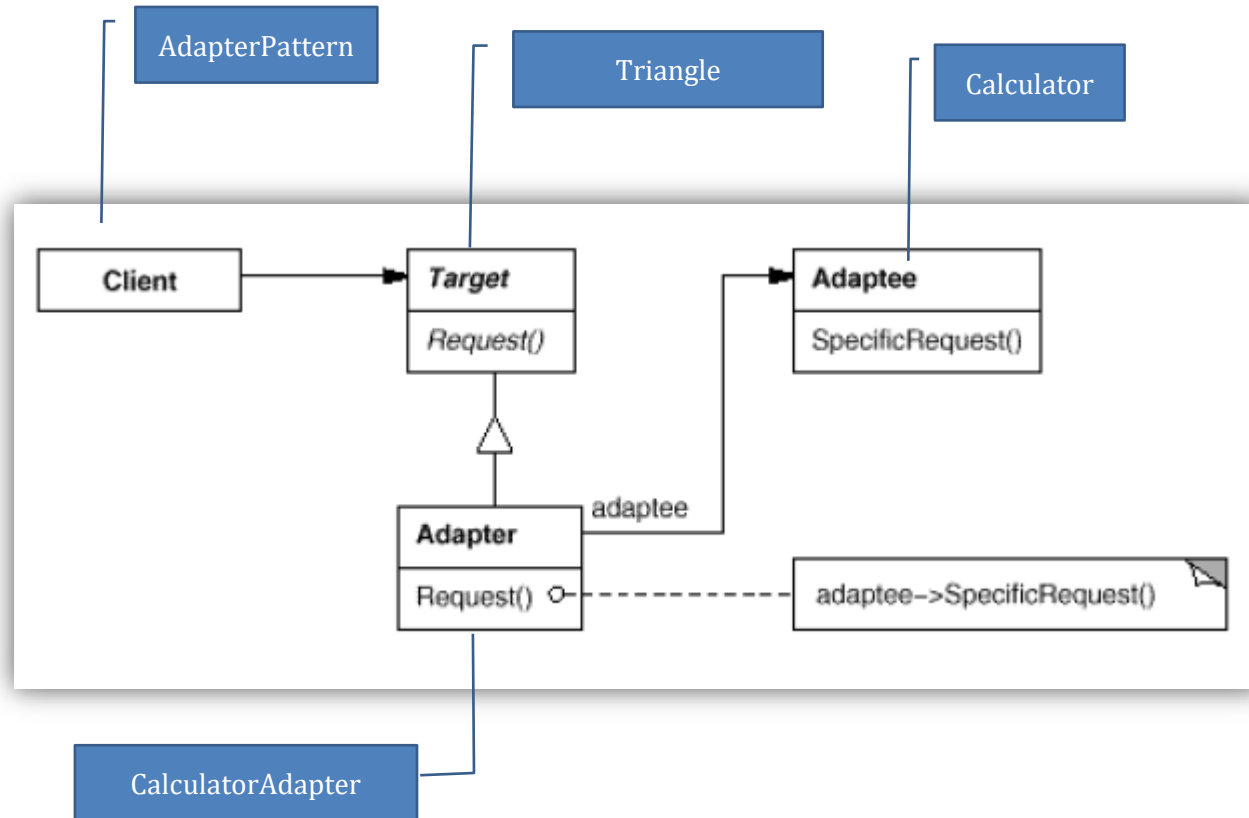 AdapterPattern
Triangle
Calculator
Client
Target
Request()
Adaptee
SpecificRequest()
adaptee
Adapter
Request()
adaptee->SpecificRequest()
CalculatorAdapter